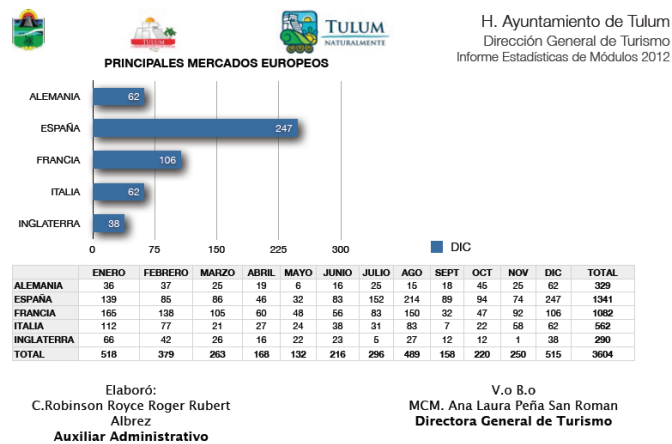 TULUM
TULUM
NATURALMENTE
H. Ayuntamiento de Tulum
Dirección General de Turismo
Informe Estadísticas de Módulos 2012
PRINCIPALES MERCADOS EUROPEOS
ALEMANIA 62
ESPAÑA 247
FRANCIA 106
ITALIA 62
INGLATERRA 38
0 75 150 225 300
DIC
ENERO FEBRERO MARZO ABRIL MAYO JUNIO JULIO AGO SEPT OCT NOV DIC TOTAL
ALEMANIA 36 37 25 19 6 16 25 15 18 45 25 62 329
ESPAÑA 139 85 86 46 32 83 152 214 89 94 74 247 1341
FRANCIA 165 138 105 60 48 56 83 150 32 47 92 106 1082
ITALIA 112 77 21 27 24 38 31 83 7 22 58 62 562
INGLATERRA 66 42 26 16 22 23 5 27 12 12 1 38 290
TOTAL 518 379 263 168 132 216 296 489 158 220 250 515 3604
Elaboró:
C.Robinson Royce Roger Rubert
Albrez
Auxiliar Administrativo
V.o B.o
MCM. Ana Laura Peña San Roman
Directora General de Turismo